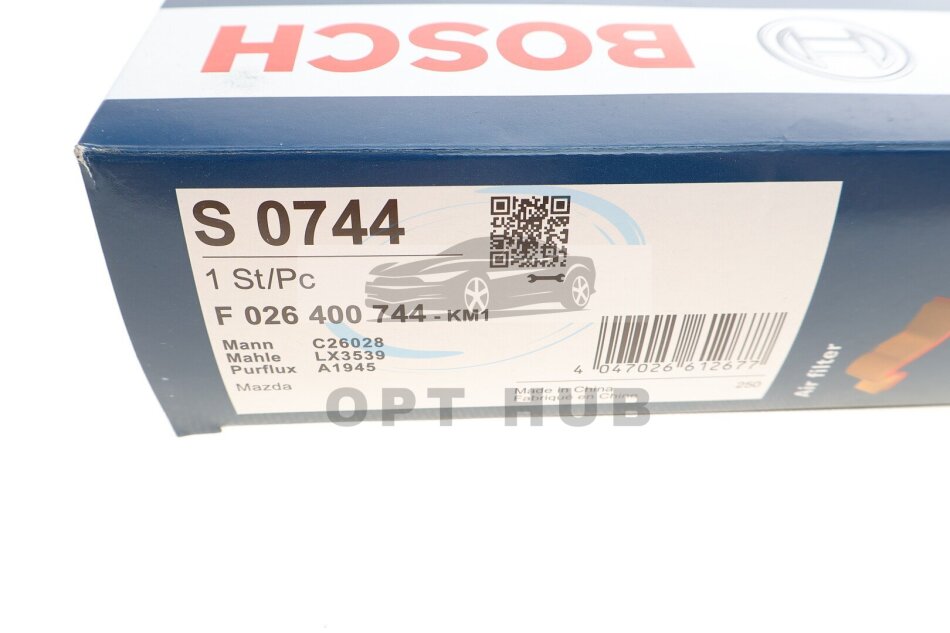 BOSCH
S 0744
1 St/Pc
F 026 400 744 - KM1
Mann C26028
Mahle LX3539
Purflux A1945
Mazda
4 047026 612677
Made in China
Fabriqué en Chine
250
Air filter
OPT HUB